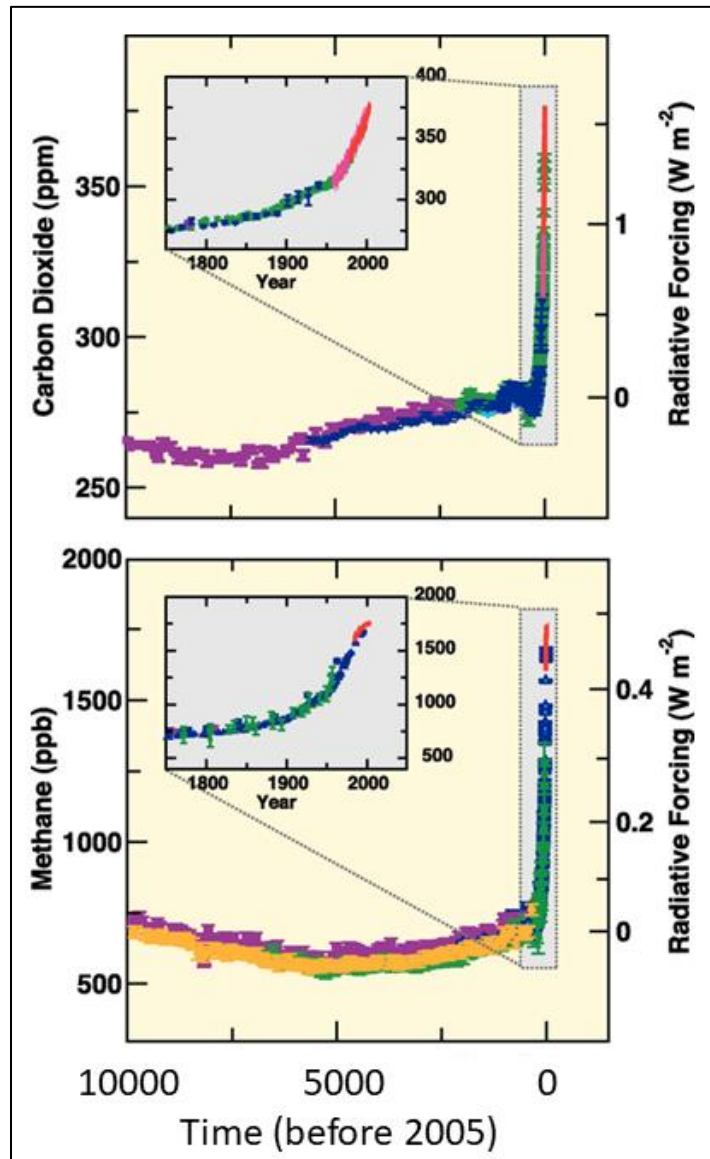 400
350
300
1800 1900 2000
Year
350
300
250
Carbon Dioxide (ppm)
1
0
Radiative Forcing (W m-2)
2000
1500
1000
500
1800 1900 2000
Year
2000
1500
1000
500
Methane (ppb)
0.4
0.2
0
Radiative Forcing (W m-2)
10000 5000 0
Time (before 2005)